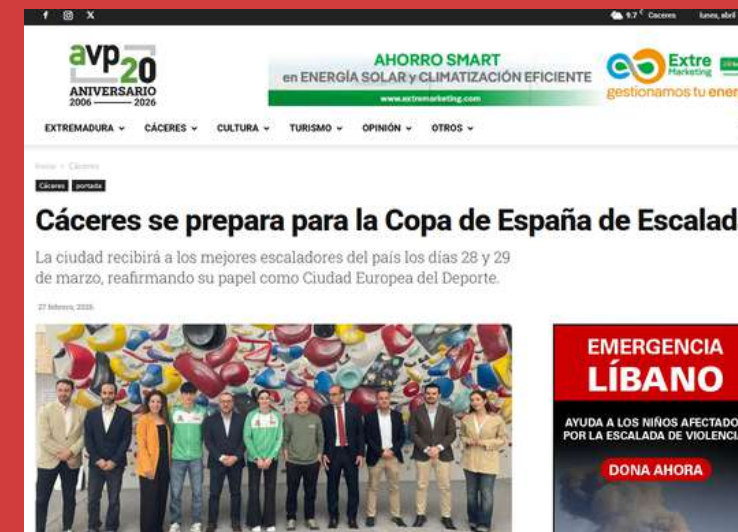 9.7 C Caceres lunes, abril
avp20
ANIVERSARIO
2006 — 2026
AHORRO SMART
en ENERGÍA SOLAR y CLIMATIZACIÓN EFICIENTE
www.extremarketing.com
Extre
Marketing
gestionamos tu ener
EXTREMADURA CÁCERES CULTURA TURISMO OPINIÓN OTROS
Inicio > Cáceres
Cáceres portada
Cáceres se prepara para la Copa de España de Escalad
La ciudad recibirá a los mejores escaladores del país los días 28 y 29
de marzo, reafirmando su papel como Ciudad Europea del Deporte.
27 febrero, 2026
EMERGENCIA
LÍBANO
AYUDA A LOS NIÑOS AFECTADO
POR LA ESCALADA DE VIOLENCIA
DONA AHORA